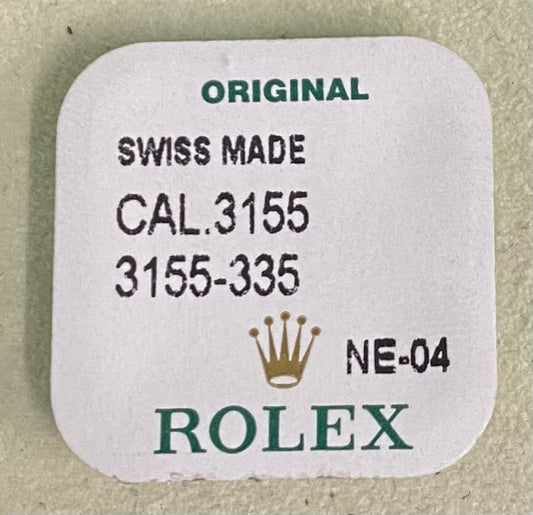 ORIGINAL
SWISS MADE
CAL.3155
3155-335
NE-04
ROLEX